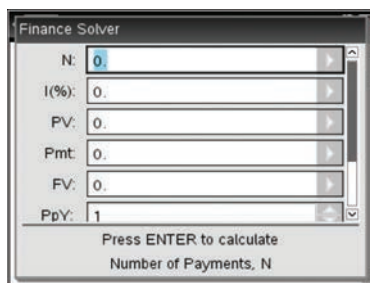 Finance Solver
N: 0.
I(%): 0.
PV: 0.
Pmt: 0.
FV: 0.
PpY: 1
Press ENTER to calculate
Number of Payments, N